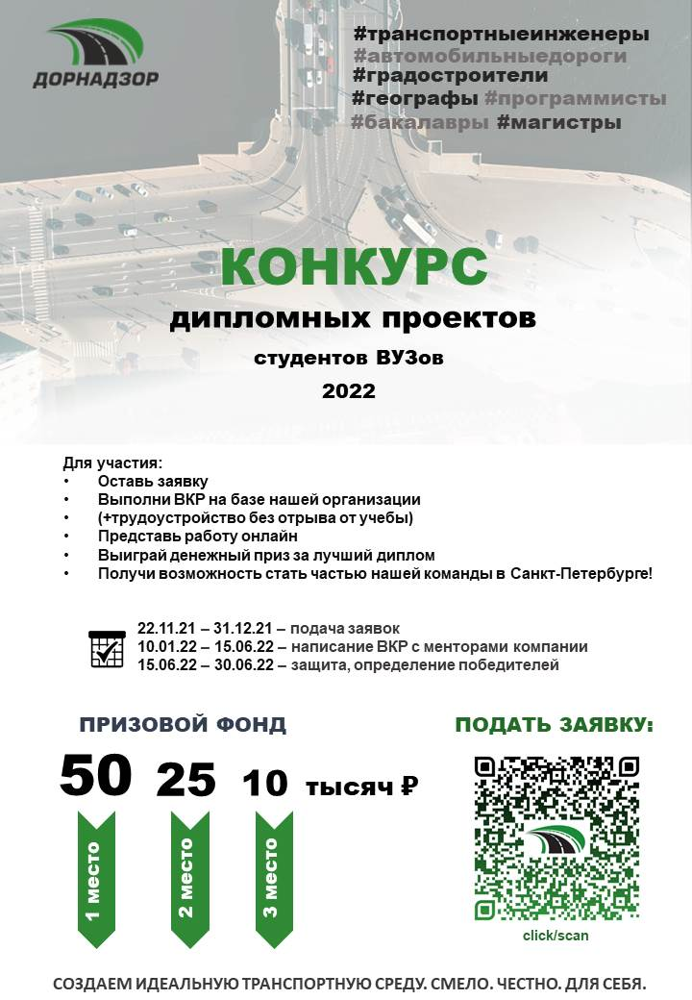 ДОРНАДЗОР
#транспортныеинженеры
#автомобильныедороги
#градостроители
#географы #программисты
#бакалавры #магистры
КОНКУРС
дипломных проектов
студентов ВУЗов
2022
Для участия:
• Оставь заявку
• Выполни ВКР на базе нашей организации
• (+трудоустройство без отрыва от учебы)
• Представь работу онлайн
• Выиграй денежный приз за лучший диплом
• Получи возможность стать частью нашей команды в Санкт-Петербурге!
22.11.21 – 31.12.21 – подача заявок
10.01.22 – 15.06.22 – написание ВКР с менторами компании
15.06.22 – 30.06.22 – защита, определение победителей
ПРИЗОВОЙ ФОНД
50 25 10 тысяч ₽
1 место
2 место
3 место
ПОДАТЬ ЗАЯВКУ:
click/scan
СОЗДАЕМ ИДЕАЛЬНУЮ ТРАНСПОРТНУЮ СРЕДУ. СМЕЛО. ЧЕСТНО. ДЛЯ СЕБЯ.